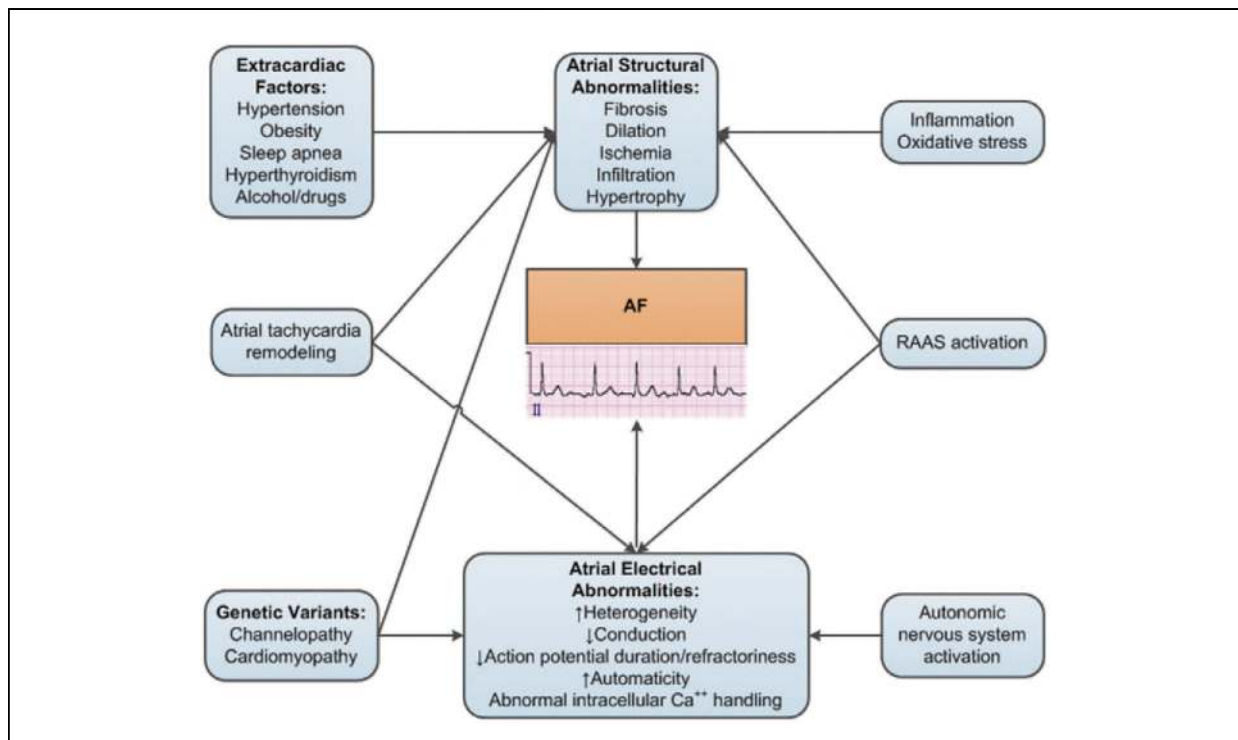 Extracardiac
Factors:
Hypertension
Obesity
Sleep apnea
Hyperthyroidism
Alcohol/drugs
Atrial Structural
Abnormalities:
Fibrosis
Dilation
Ischemia
Infiltration
Hypertrophy
Inflammation
Oxidative stress
Atrial tachycardia
remodeling
AF
II
RAAS activation
Genetic Variants:
Channelopathy
Cardiomyopathy
Atrial Electrical
Abnormalities:
↑Heterogeneity
↓Conduction
↓Action potential duration/refractoriness
↑Automaticity
Abnormal intracellular Ca⁺⁺ handling
Autonomic
nervous system
activation